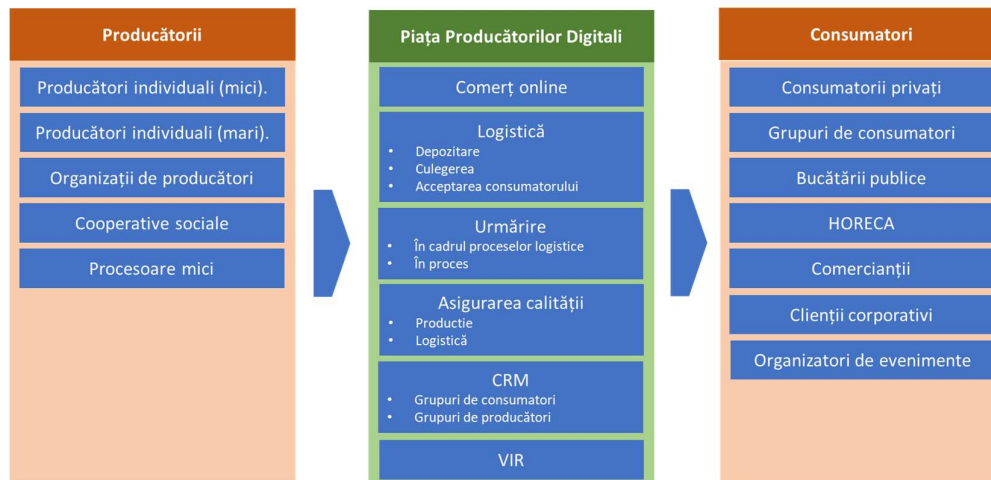 Producătorii
Producători individuali (mici).
Producători individuali (mari).
Organizații de producători
Cooperative sociale
Procesoare mici
Piața Producătorilor Digitali
Comerț online
Logistică
• Depozitare
• Culegerea
• Acceptarea consumatorului
Urmărire
• În cadrul proceselor logistice
• În proces
Asigurarea calității
• Productie
• Logistică
CRM
• Grupuri de consumatori
• Grupuri de producători
VIR
Consumatori
Consumatorii privați
Grupuri de consumatori
Bucătării publice
HORECA
Comercianții
Clienții corporativi
Organizatori de evenimente